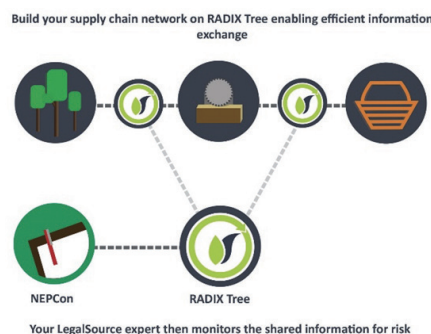 Build your supply chain network on RADIX Tree enabling efficient information
exchange
NEPCon
RADIX Tree
Your LegalSource expert then monitors the shared information for risk